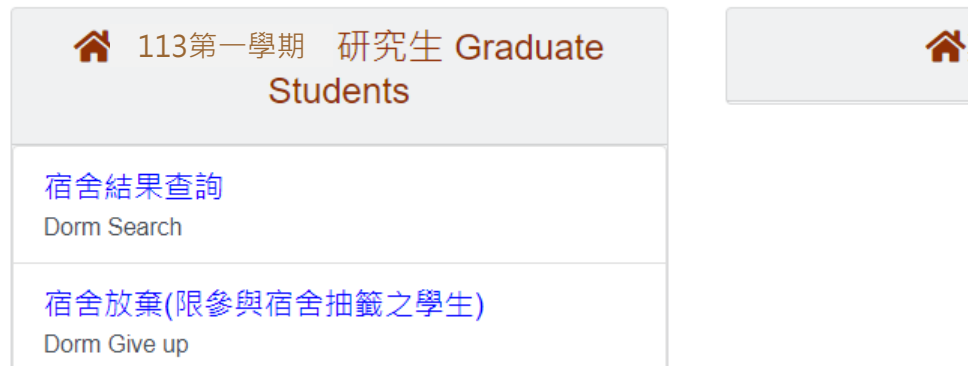 113第一學期 研究生 Graduate
Students
宿舍結果查詢
Dorm Search
宿舍放棄(限參與宿舍抽籤之學生)
Dorm Give up